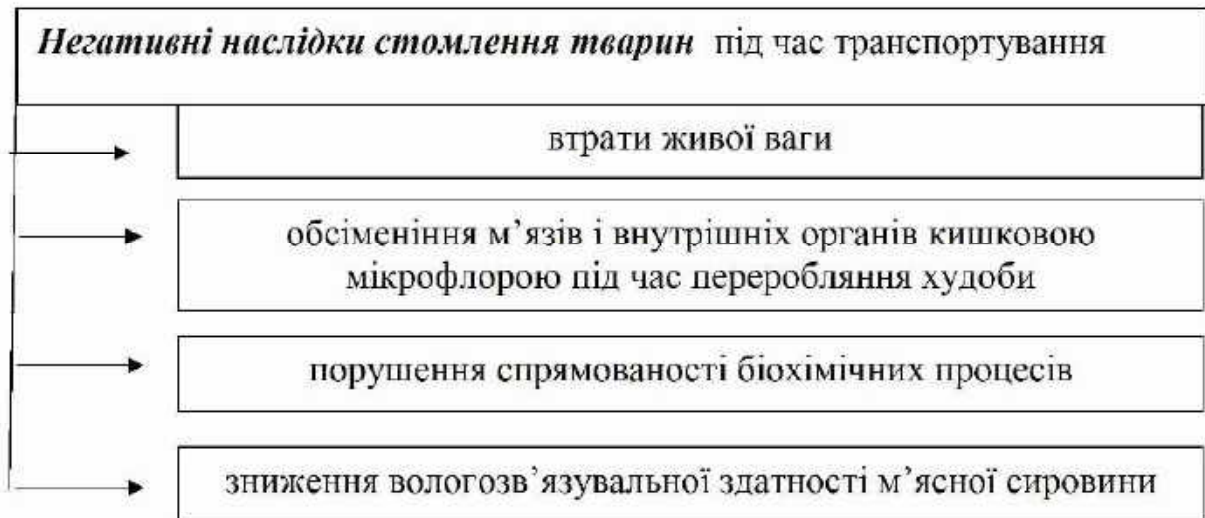 Негативні наслідки стомлення тварин під час транспортування
втрати живої ваги
обсіменіння м’язів і внутрішніх органів кишковою
мікрофлорою під час переробляння худоби
порушення спрямованості біохімічних процесів
зниження вологозв’язувальної здатності м’ясної сировини